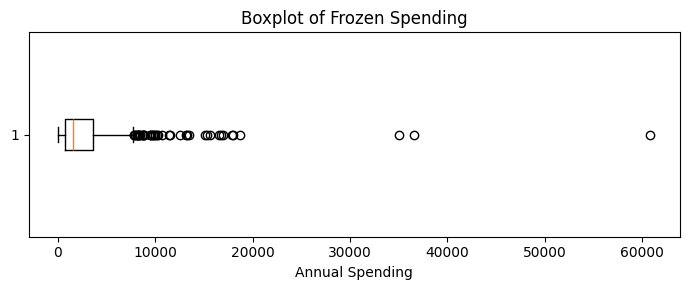 Boxplot of Frozen Spending
1
0 10000 20000 30000 40000 50000 60000
Annual Spending